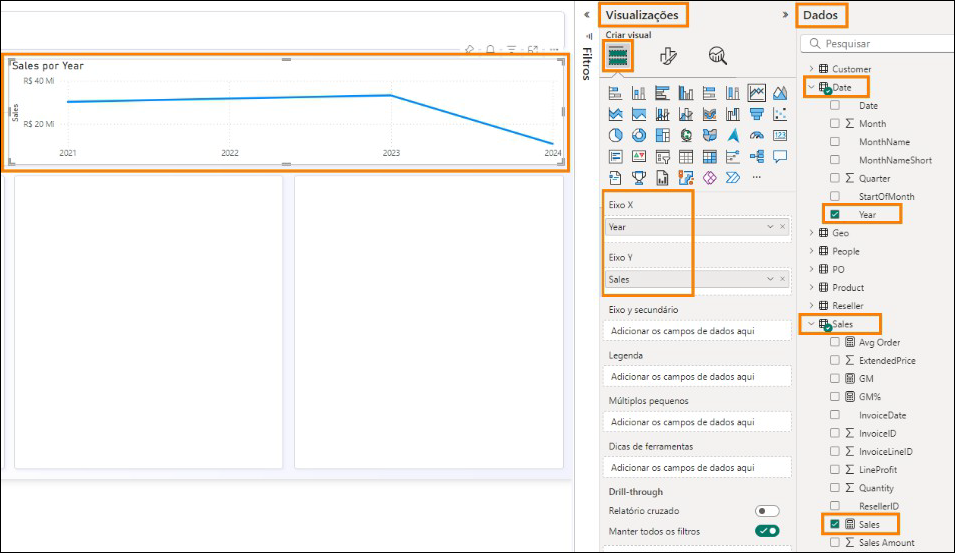 Sales por Year
R$ 40 Mi
R$ 20 Mi
Sales
2021
2022
2023
2024
Filtros
Visualizações
Criar visual
123
Eixo X
Year
Eixo Y
Sales
Eixo y secundário
Adicionar os campos de dados aqui
Legenda
Adicionar os campos de dados aqui
Múltiplos pequenos
Adicionar os campos de dados aqui
Dicas de ferramentas
Adicionar os campos de dados aqui
Drill-through
Relatório cruzado
Manter todos os filtros
Dados
Pesquisar
Customer
Date
Date
Month
MonthName
MonthNameShort
Quarter
StartOfMonth
Year
Geo
People
PO
Product
Reseller
Sales
Avg Order
ExtendedPrice
GM
GM%
InvoiceDate
InvoiceID
InvoiceLineID
LineProfit
Quantity
ResellerID
Sales
Sales Amount